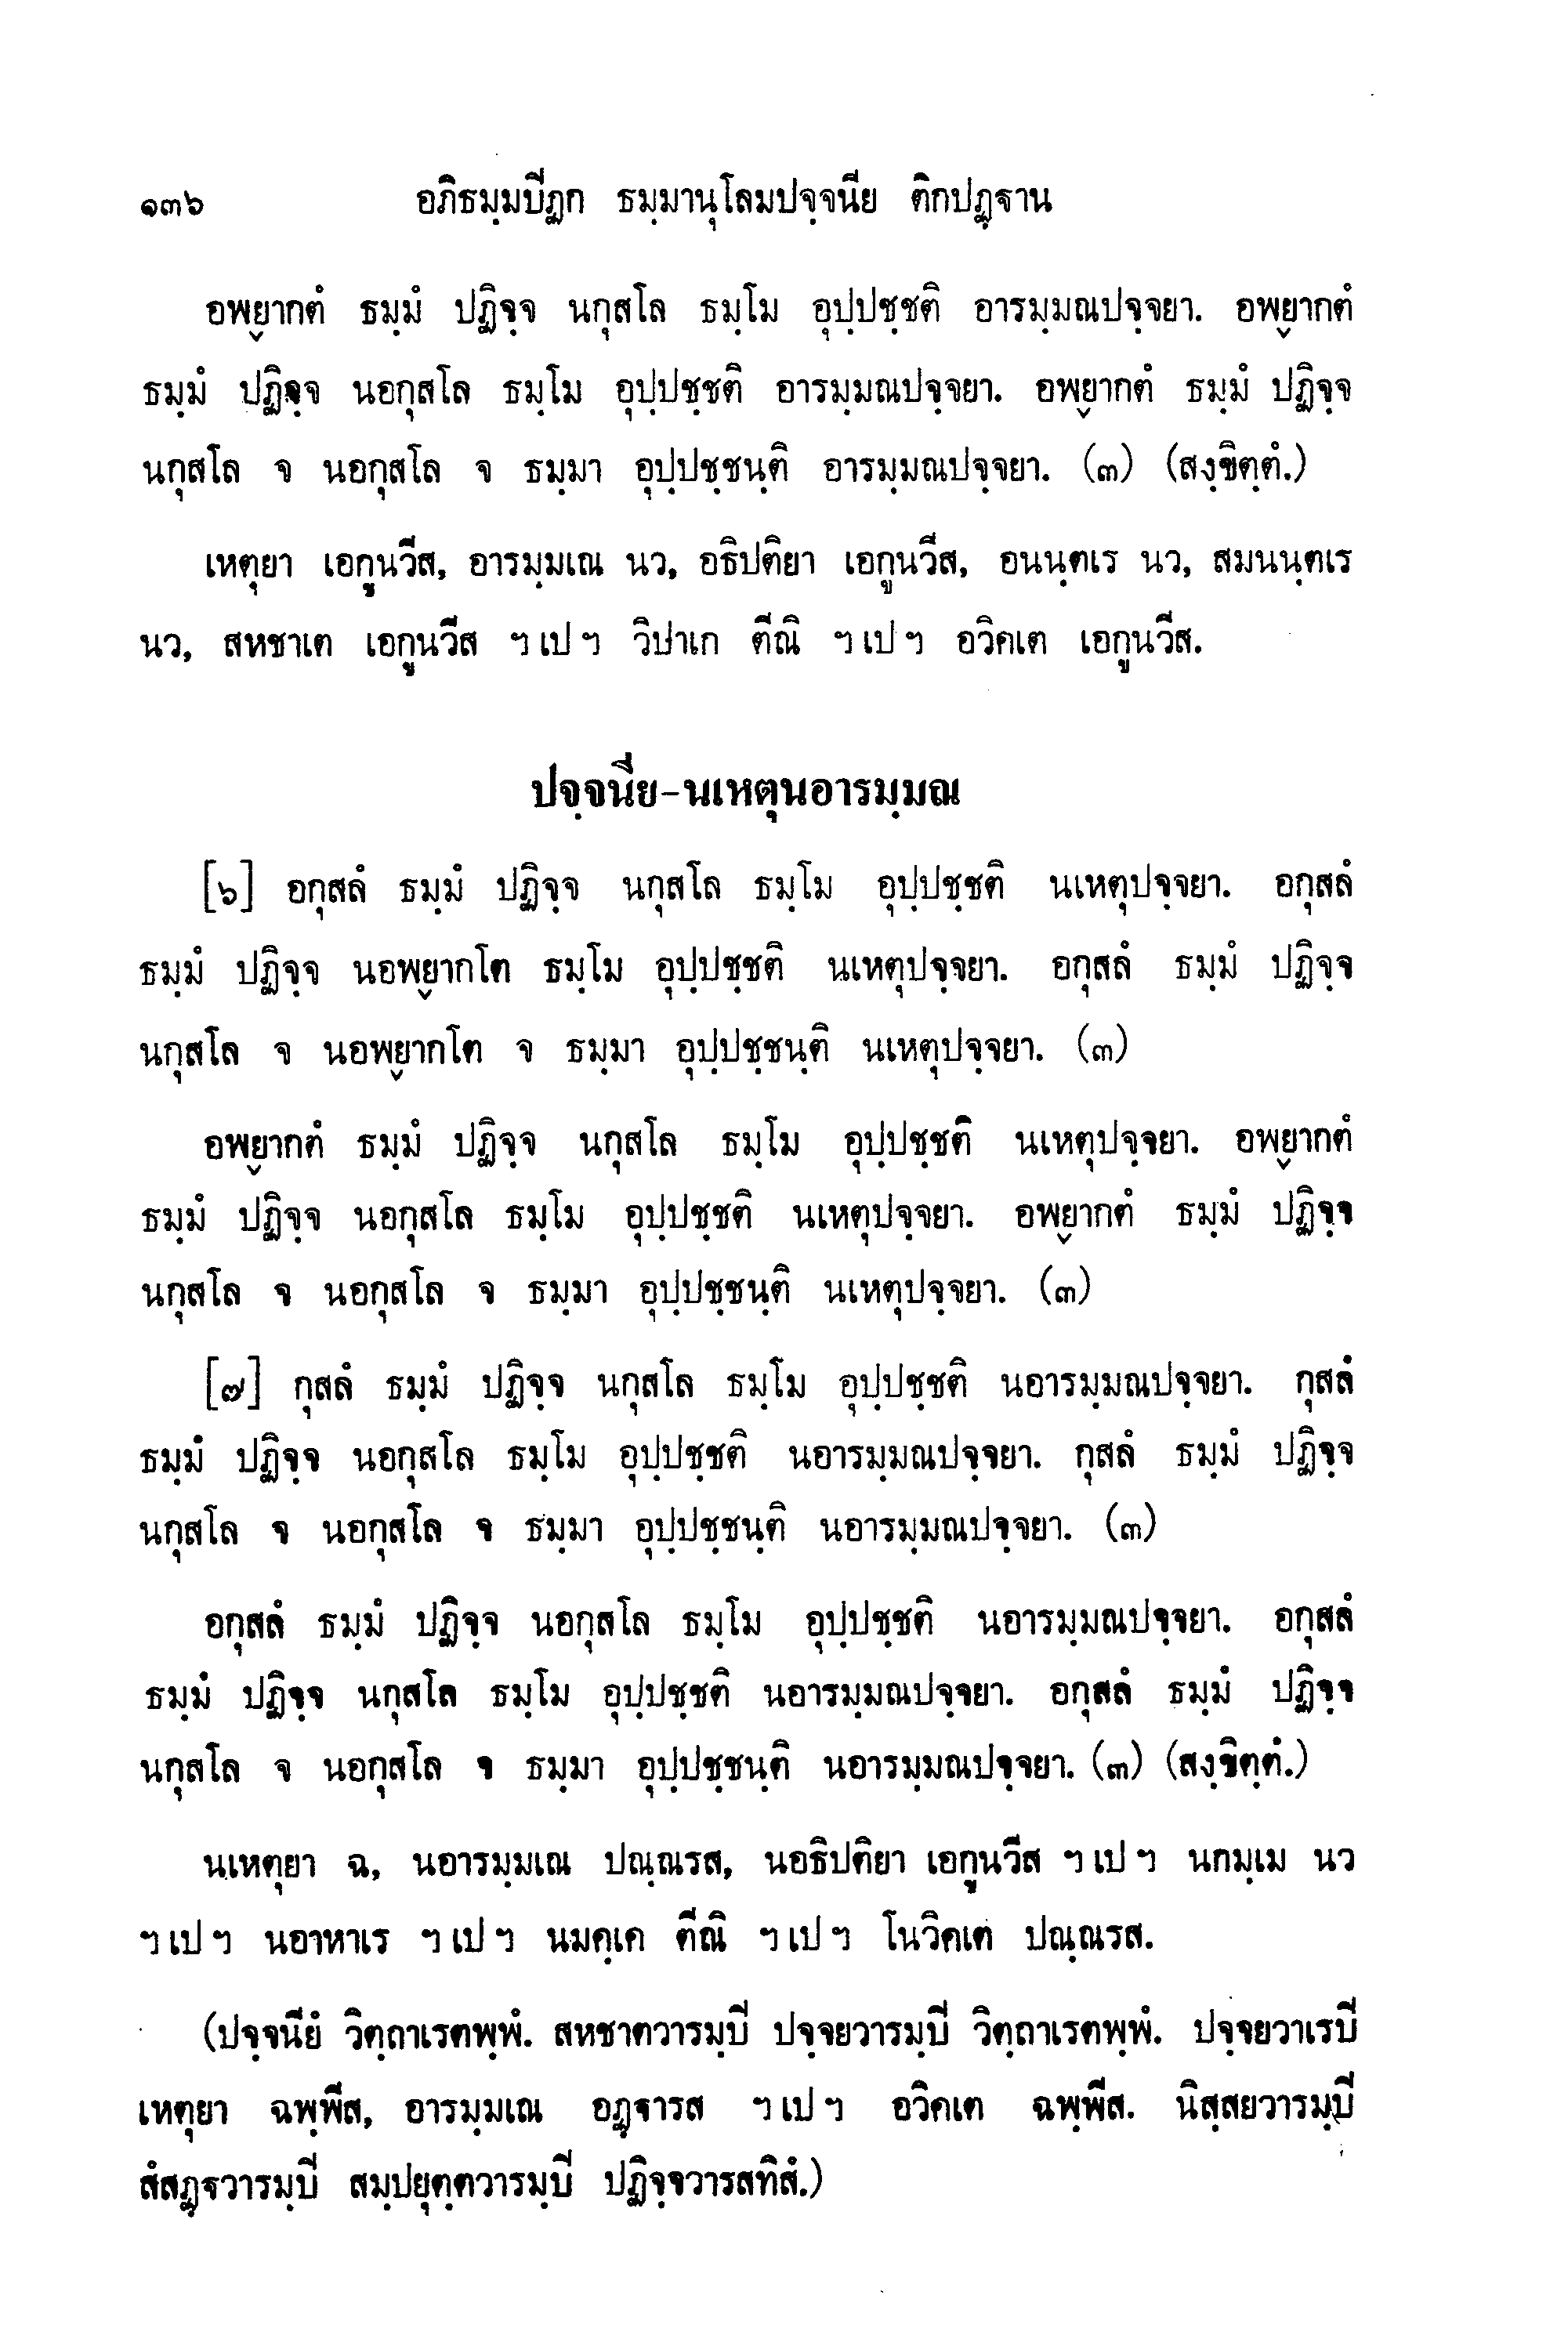 ๑๓๖ อภิธมฺมปิฏก ธมฺมานุโลมปจฺจนีย ติกปฏฺฐาน
อพฺยากตํ ธมฺมํ ปฏิจฺจ นกุสโล ธมฺโม อุปฺปชฺชติ อารมฺมณปจฺจยา. อพฺยากตํ
ธมฺมํ ปฏิจฺจ นอกุสโล ธมฺโม อุปฺปชฺชติ อารมฺมณปจฺจยา. อพฺยากตํ ธมฺมํ ปฏิจฺจ
นกุสโล จ นอกุสโล จ ธมฺมา อุปฺปชฺชนฺติ อารมฺมณปจฺจยา. (๓) (สงฺขิตฺตํ.)
เหตุยา เอกูนวีส, อารมฺมเณ นว, อธิปติยา เอกูนวีส, อนนฺตเร นว, สมนนฺตเร
นว, สหชาเต เอกูนวีส ฯ เป ฯ วิปาเก ตีณิ ฯ เป ฯ อวิคเต เอกูนวีส.
ปจฺจนีย-นเหตุนอารมฺมณ
[๖] อกุสลํ ธมฺมํ ปฏิจฺจ นกุสโล ธมฺโม อุปฺปชฺชติ นเหตุปจฺจยา. อกุสลํ
ธมฺมํ ปฏิจฺจ นอพฺยากโต ธมฺโม อุปฺปชฺชติ นเหตุปจฺจยา. อกุสลํ ธมฺมํ ปฏิจฺจ
นกุสโล จ นอพฺยากโต จ ธมฺมา อุปฺปชฺชนฺติ นเหตุปจฺจยา. (๓)
อพฺยากตํ ธมฺมํ ปฏิจฺจ นกุสโล ธมฺโม อุปฺปชฺชติ นเหตุปจฺจยา. อพฺยากตํ
ธมฺมํ ปฏิจฺจ นอกุสโล ธมฺโม อุปฺปชฺชติ นเหตุปจฺจยา. อพฺยากตํ ธมฺมํ ปฏิจฺจ
นกุสโล จ นอกุสโล จ ธมฺมา อุปฺปชฺชนฺติ นเหตุปจฺจยา. (๓)
[๗] กุสลํ ธมฺมํ ปฏิจฺจ นกุสโล ธมฺโม อุปฺปชฺชติ นอารมฺมณปจฺจยา. กุสลํ
ธมฺมํ ปฏิจฺจ นอกุสโล ธมฺโม อุปฺปชฺชติ นอารมฺมณปจฺจยา. กุสลํ ธมฺมํ ปฏิจฺจ
นกุสโล จ นอกุสโล จ ธมฺมา อุปฺปชฺชนฺติ นอารมฺมณปจฺจยา. (๓)
อกุสลํ ธมฺมํ ปฏิจฺจ นอกุสโล ธมฺโม อุปฺปชฺชติ นอารมฺมณปจฺจยา. อกุสลํ
ธมฺมํ ปฏิจฺจ นกุสโล ธมฺโม อุปฺปชฺชติ นอารมฺมณปจฺจยา. อกุสลํ ธมฺมํ ปฏิจฺจ
นกุสโล จ นอกุสโล จ ธมฺมา อุปฺปชฺชนฺติ นอารมฺมณปจฺจยา. (๓) (สงฺขิตฺตํ.)
นเหตุยา ฉ, นอารมฺมเณ ปณฺณรส, นอธิปติยา เอกูนวีส ฯ เป ฯ นกมฺเม นว
ฯ เป ฯ นอาหาเร ฯ เป ฯ นมคฺเค ตีณิ ฯ เป ฯ โนวิคเต ปณฺณรส.
(ปจฺจนียํ วิตฺถาเรตพฺพํ. สหชาตวารมฺปิ ปจฺจยวารมฺปิ วิตฺถาเรตพฺพํ. ปจฺจยวาเรปิ
เหตุยา ฉพฺพีส, อารมฺมเณ อฏฺฐารส ฯ เป ฯ อวิคเต ฉพฺพีส. นิสฺสยวารมฺปิ
สํสฏฺฐวารมฺปิ สมฺปยุตฺตวารมฺปิ ปฏิจฺจวารสทิสํ.)